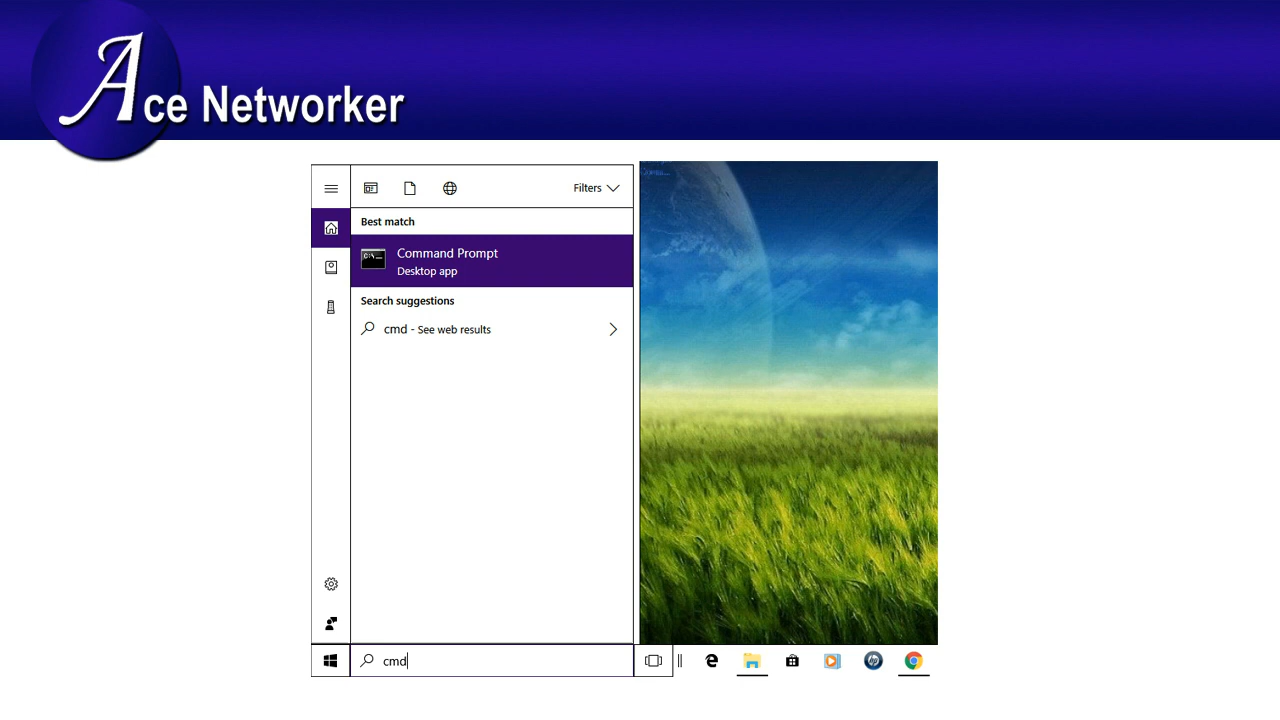 Ace Networker
Filters
Best match
Command Prompt
Desktop app
Search suggestions
cmd - See web results
cmd